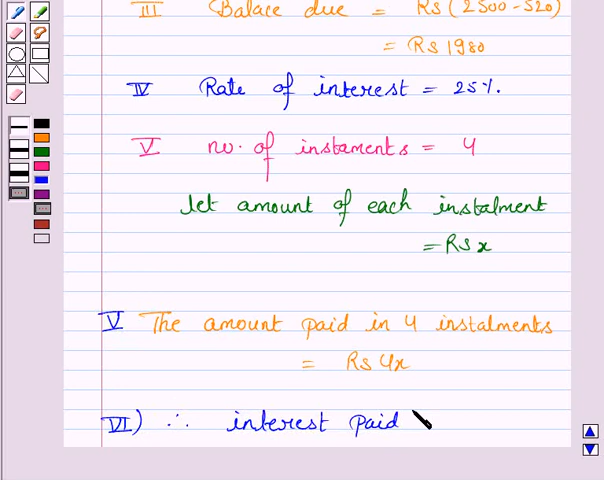 III Balace due = Rs (2500-520)
= Rs 1980
IV Rate of interest = 25%.
V no. of instaments = 4
Let amount of each instalment
= Rs x
V The amount paid in 4 instalments
= Rs 4x
VI) ∴ interest paid